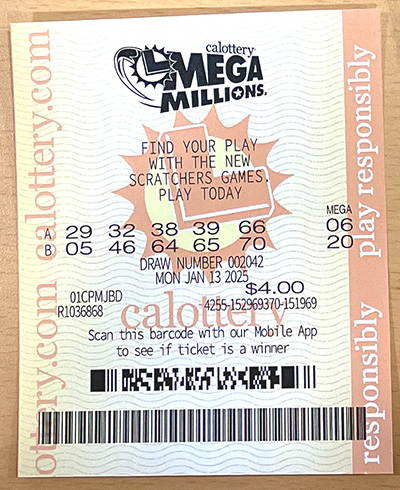 calottery
MEGA
MILLIONS.
FIND YOUR PLAY
WITH THE NEW
SCRATCHERS GAMES.
PLAY TODAY
MEGA
A 29 32 38 39 66 06
B 05 46 64 65 70 20
DRAW NUMBER 002042
MON JAN 13 2025
$4.00
01CPMJBD
R1036868
4255-152969370-151969
calottery
Scan this barcode with our Mobile App
to see if ticket is a winner
ottery.com calottery.com
play responsibly
responsibly